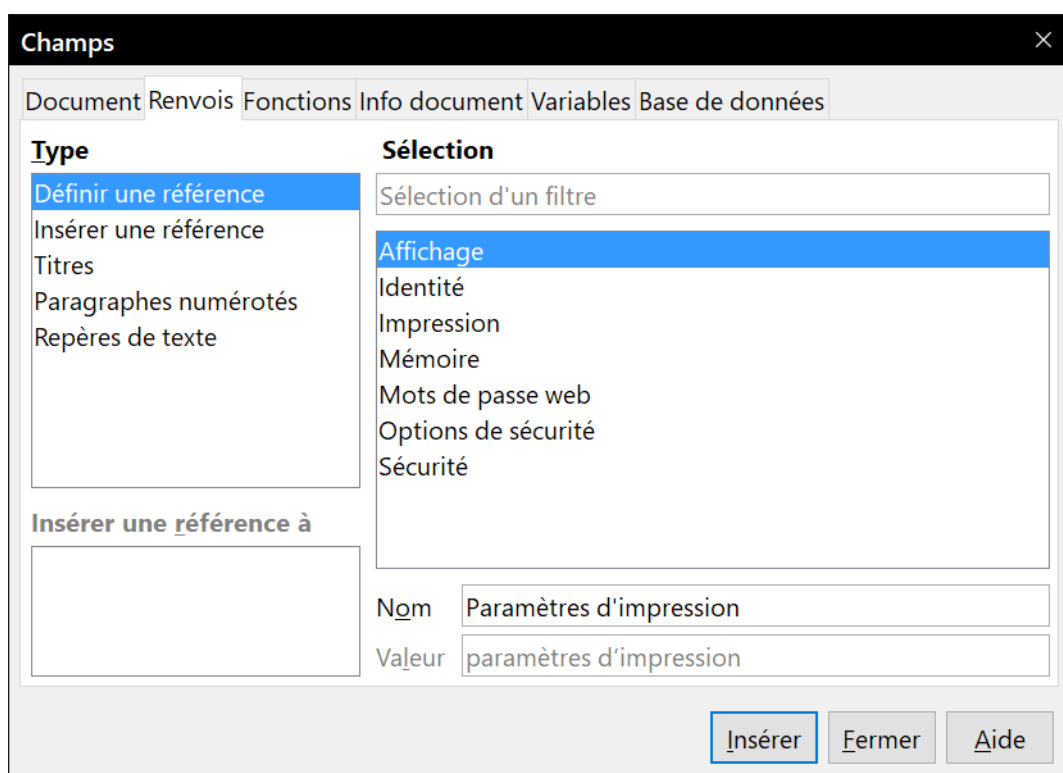 Champs
Document Renvois Fonctions Info document Variables Base de données
Type
Définir une référence
Insérer une référence
Titres
Paragraphes numérotés
Repères de texte
Insérer une référence à
Sélection
Sélection d'un filtre
Affichage
Identité
Impression
Mémoire
Mots de passe web
Options de sécurité
Sécurité
Nom Paramètres d'impression
Valeur paramètres d’impression
Insérer Fermer Aide